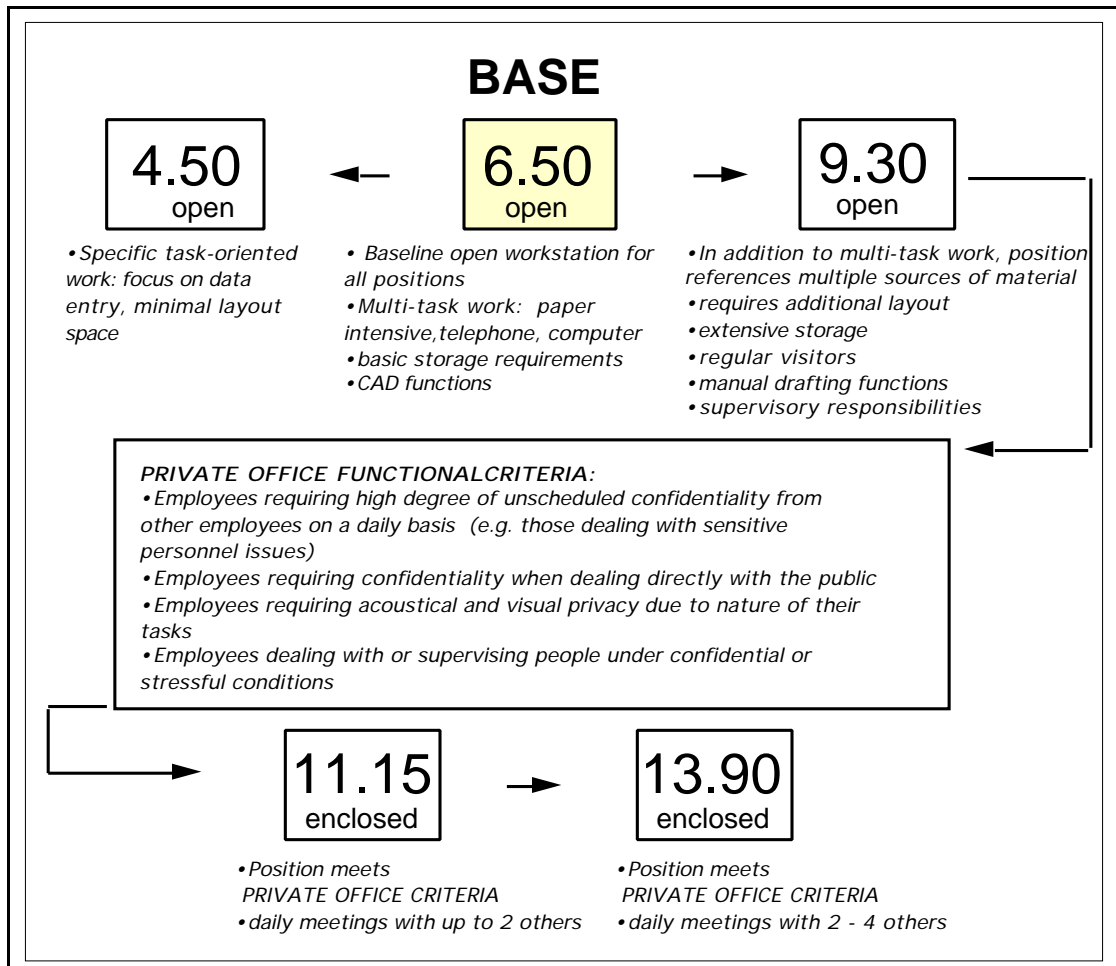 BASE
4.50
open
•Specific task-oriented
work: focus on data
entry, minimal layout
space
6.50
open
• Baseline open workstation for
all positions
•Multi-task work:  paper
intensive,telephone, computer
•basic storage requirements
•CAD functions
9.30
open
•In addition to multi-task work, position
references multiple sources of material
•requires additional layout
•extensive storage
•regular visitors
•manual drafting functions
•supervisory responsibilities
PRIVATE OFFICE FUNCTIONALCRITERIA:
•Employees requiring high degree of unscheduled confidentiality from
other employees on a daily basis  (e.g. those dealing with sensitive
personnel issues)
•Employees requiring confidentiality when dealing directly with the public
•Employees requiring acoustical and visual privacy due to nature of their
tasks
•Employees dealing with or supervising people under confidential or
stressful conditions
11.15
enclosed
•Position meets
PRIVATE OFFICE CRITERIA
•daily meetings with up to 2 others
13.90
enclosed
•Position meets
PRIVATE OFFICE CRITERIA
•daily meetings with 2 - 4 others